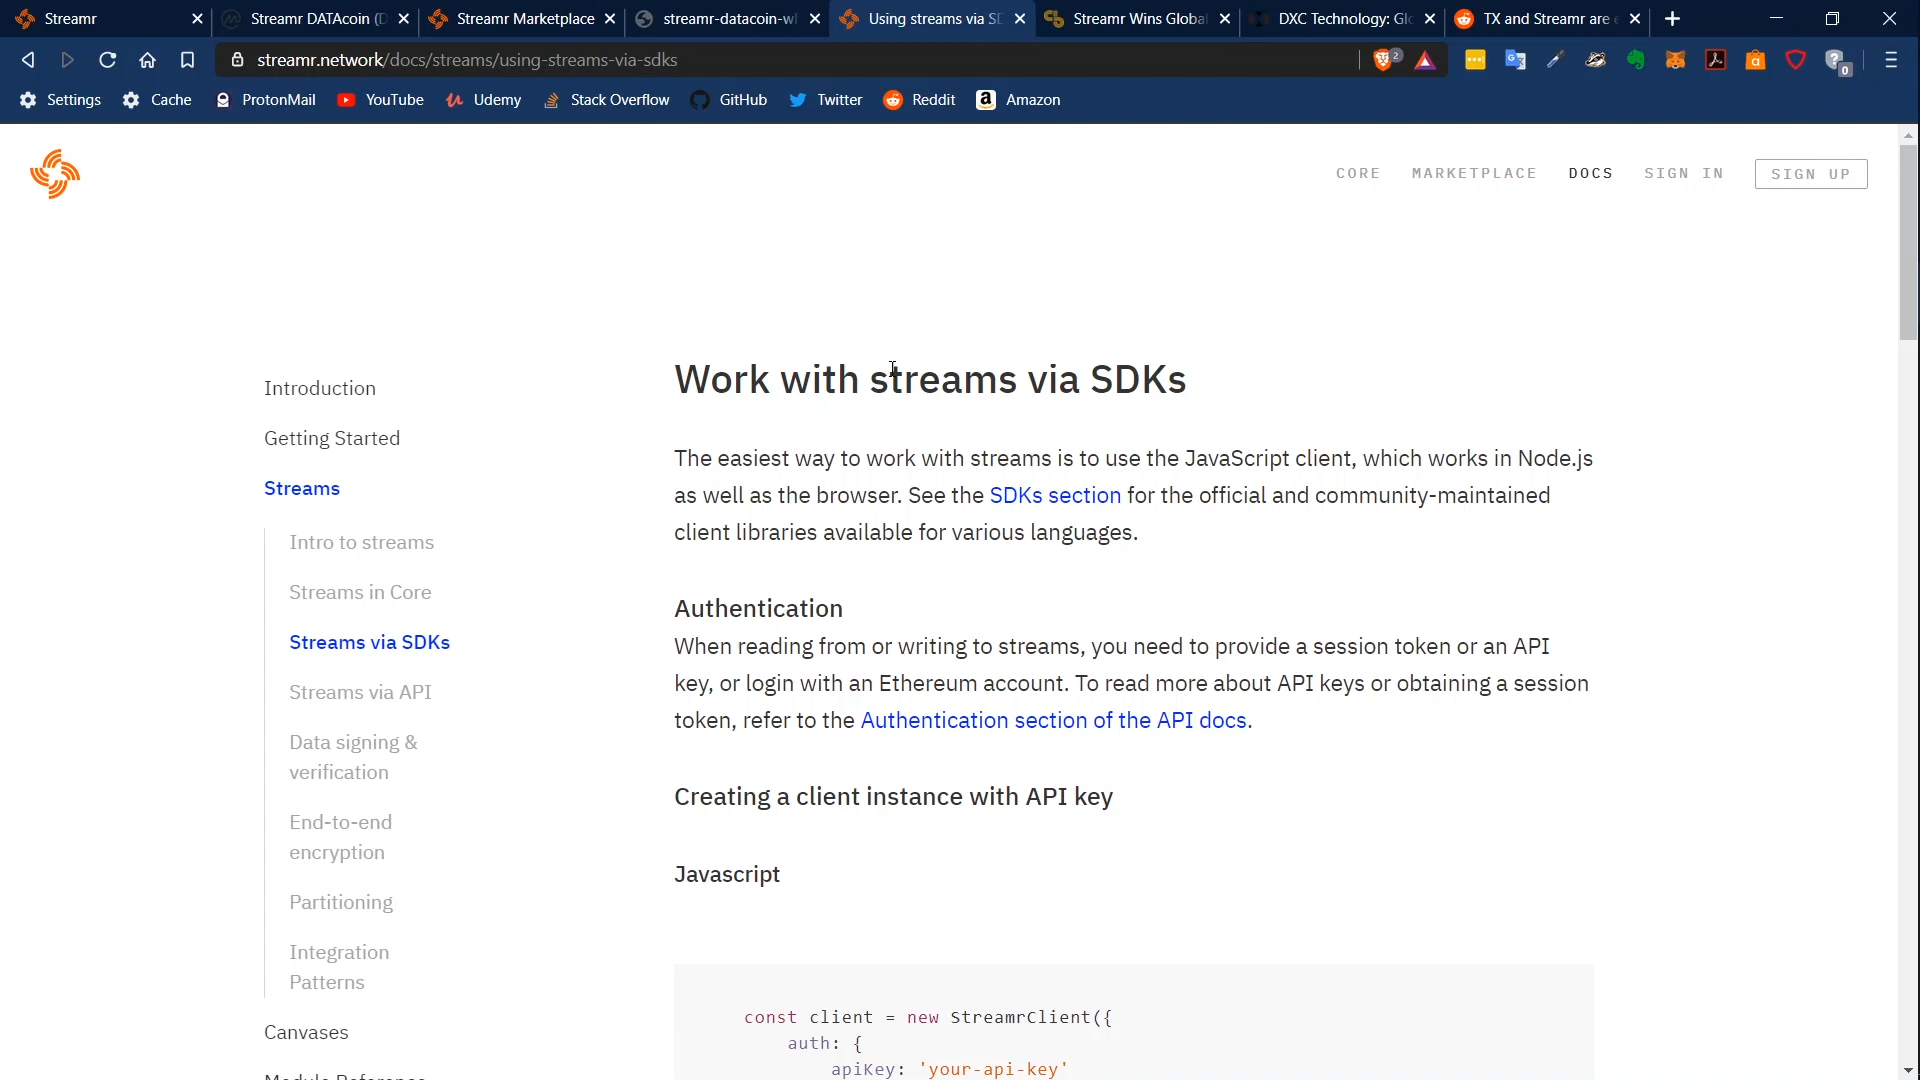 Streamr
Streamr DATAcoin (D
Streamr Marketplace
streamr-datacoin-w
Using streams via SD
Streamr Wins Global
DXC Technology: Glo
TX and Streamr are
streamr.network/docs/streams/using-streams-via-sdks
2
0
Settings
Cache
ProtonMail
YouTube
Udemy
Stack Overflow
GitHub
Twitter
Reddit
Amazon
CORE
MARKETPLACE
DOCS
SIGN IN
SIGN UP
Introduction
Getting Started
Streams
Intro to streams
Streams in Core
Streams via SDKs
Streams via API
Data signing &
verification
End-to-end
encryption
Partitioning
Integration
Patterns
Canvases
Module Reference
Work with streams via SDKs
The easiest way to work with streams is to use the JavaScript client, which works in Node.js
as well as the browser. See the SDKs section for the official and community-maintained
client libraries available for various languages.
Authentication
When reading from or writing to streams, you need to provide a session token or an API
key, or login with an Ethereum account. To read more about API keys or obtaining a session
token, refer to the Authentication section of the API docs.
Creating a client instance with API key
Javascript
const client = new StreamrClient({
auth: {
apiKey: 'your-api-key'